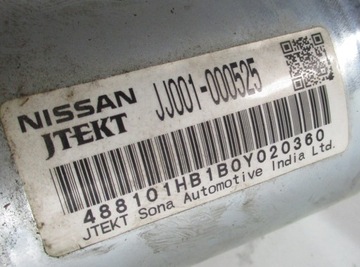 NISSAN
JTEKT
JJ001-000525
488101HB1B0Y020360
JTEKT Sona Automotive India Ltd.